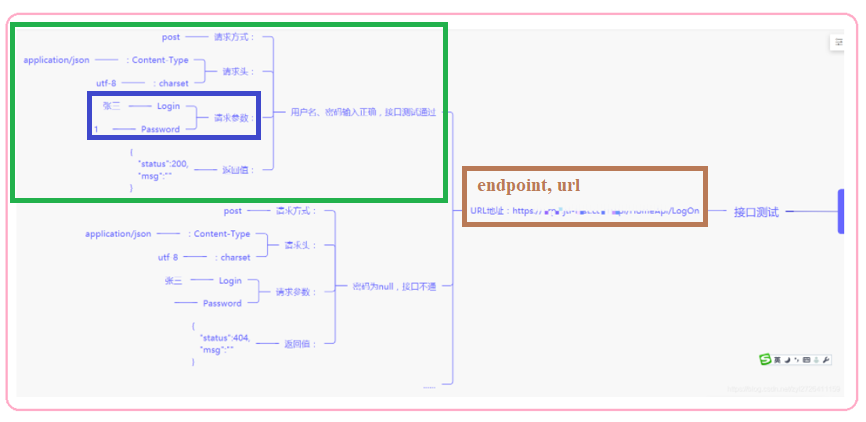 post 请求方式：
application/json ：Content-Type
请求头：
utf-8 ：charset
张三 Login
请求参数： 用户名、密码输入正确，接口测试通过
1 Password
{
"status":200,
"msg":""
返回值：
}
endpoint, url
URL地址：https:// /LogOn 接口测试
post 请求方式：
application/json ：Content-Type
请求头：
utf-8 ：charset
张三 Login
请求参数： 密码为null，接口不通
Password
{
"status":404,
"msg":""
返回值：
}
英